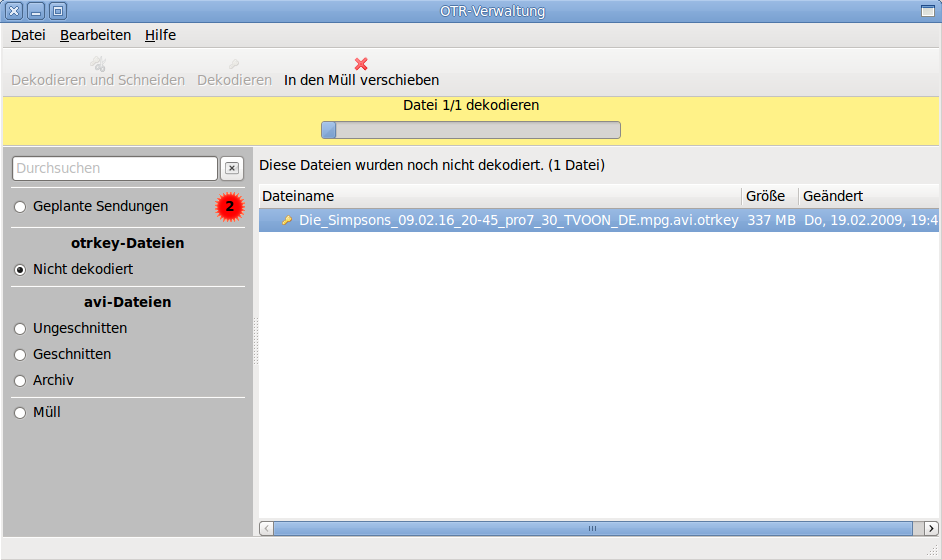 OTR-Verwaltung
Datei Bearbeiten Hilfe
Dekodieren und Schneiden Dekodieren In den Müll verschieben
Datei 1/1 dekodieren
Durchsuchen
Diese Dateien wurden noch nicht dekodiert. (1 Datei)
Dateiname Größe Geändert
Geplante Sendungen 2
Die_Simpsons_09.02.16_20-45_pro7_30_TVOON_DE.mpg.avi.otrkey 337 MB Do, 19.02.2009, 19:4
otrkey-Dateien
Nicht dekodiert
avi-Dateien
Ungeschnitten
Geschnitten
Archiv
Müll